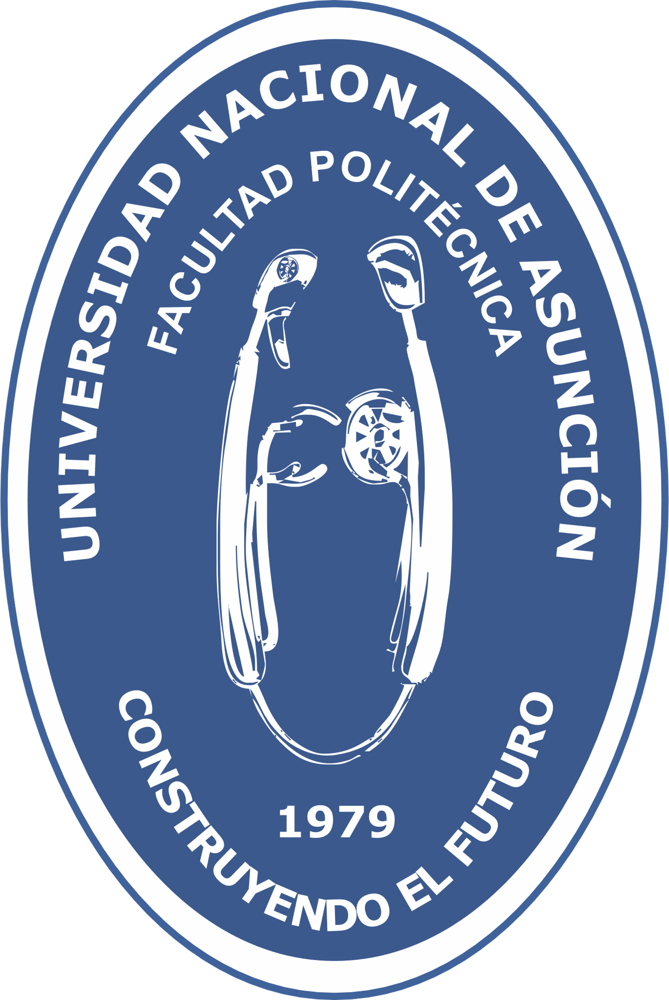 UNIVERSIDAD NACIONAL DE ASUNCIÓN
FACULTAD POLITÉCNICA
1979
CONSTRUYENDO EL FUTURO